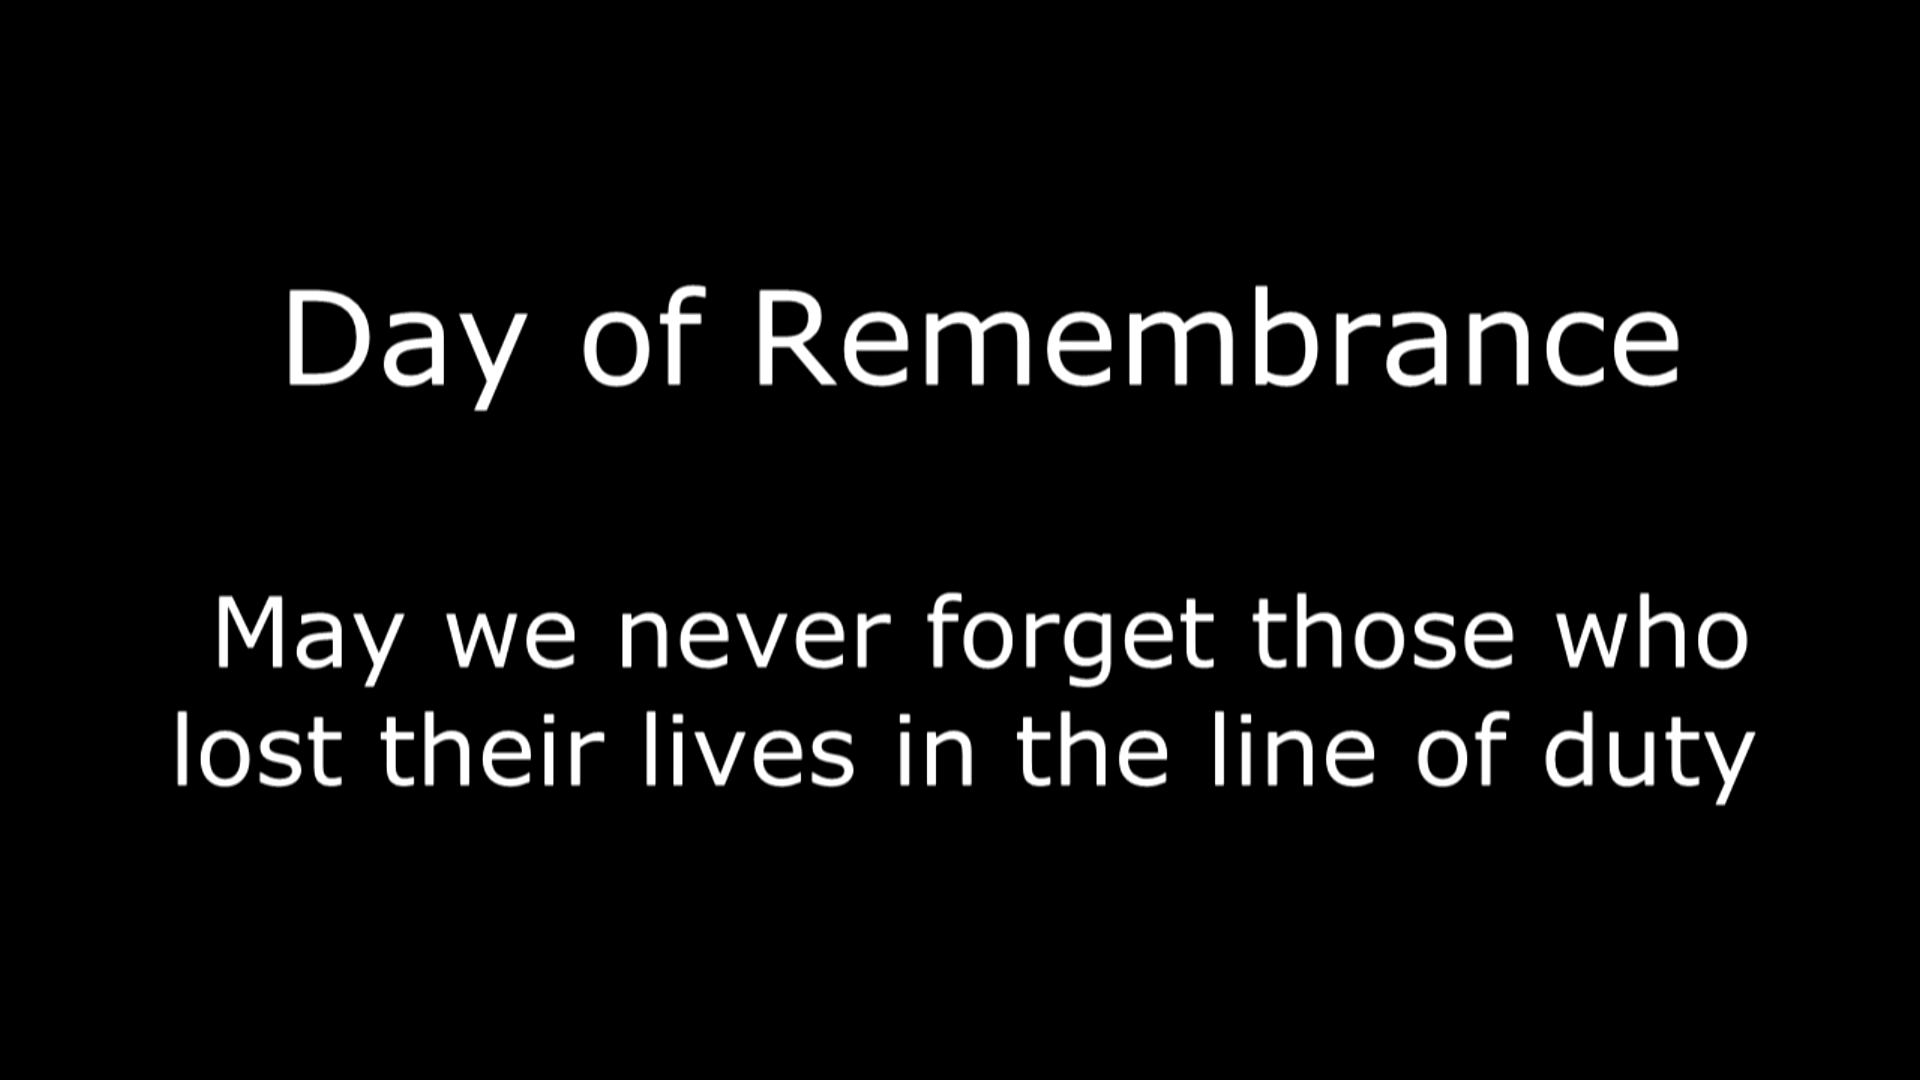 Day of Remembrance
May we never forget those who
lost their lives in the line of duty